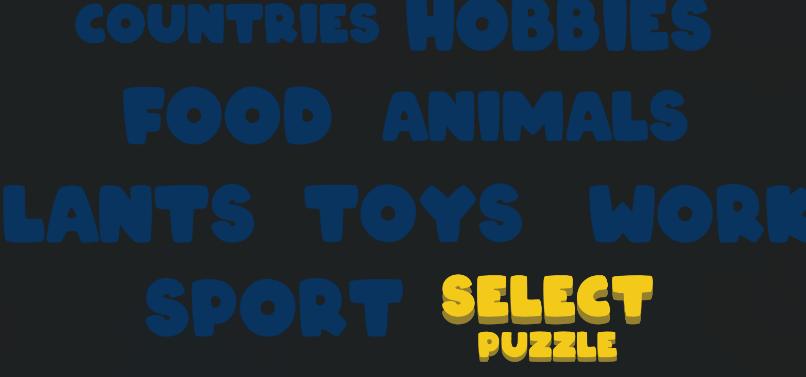 COUNTRIES HOBBIES
FOOD ANIMALS
LANTS TOYS WORK
SPORT SELECT
PUZZLE